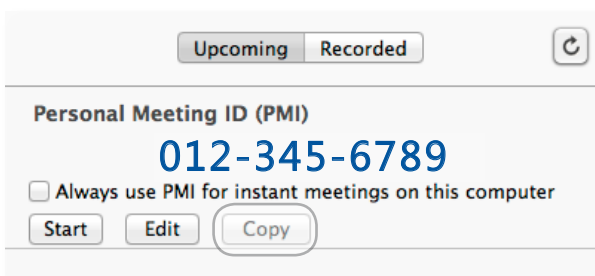 Upcoming Recorded
Personal Meeting ID (PMI)
012-345-6789
Always use PMI for instant meetings on this computer
Start Edit Copy